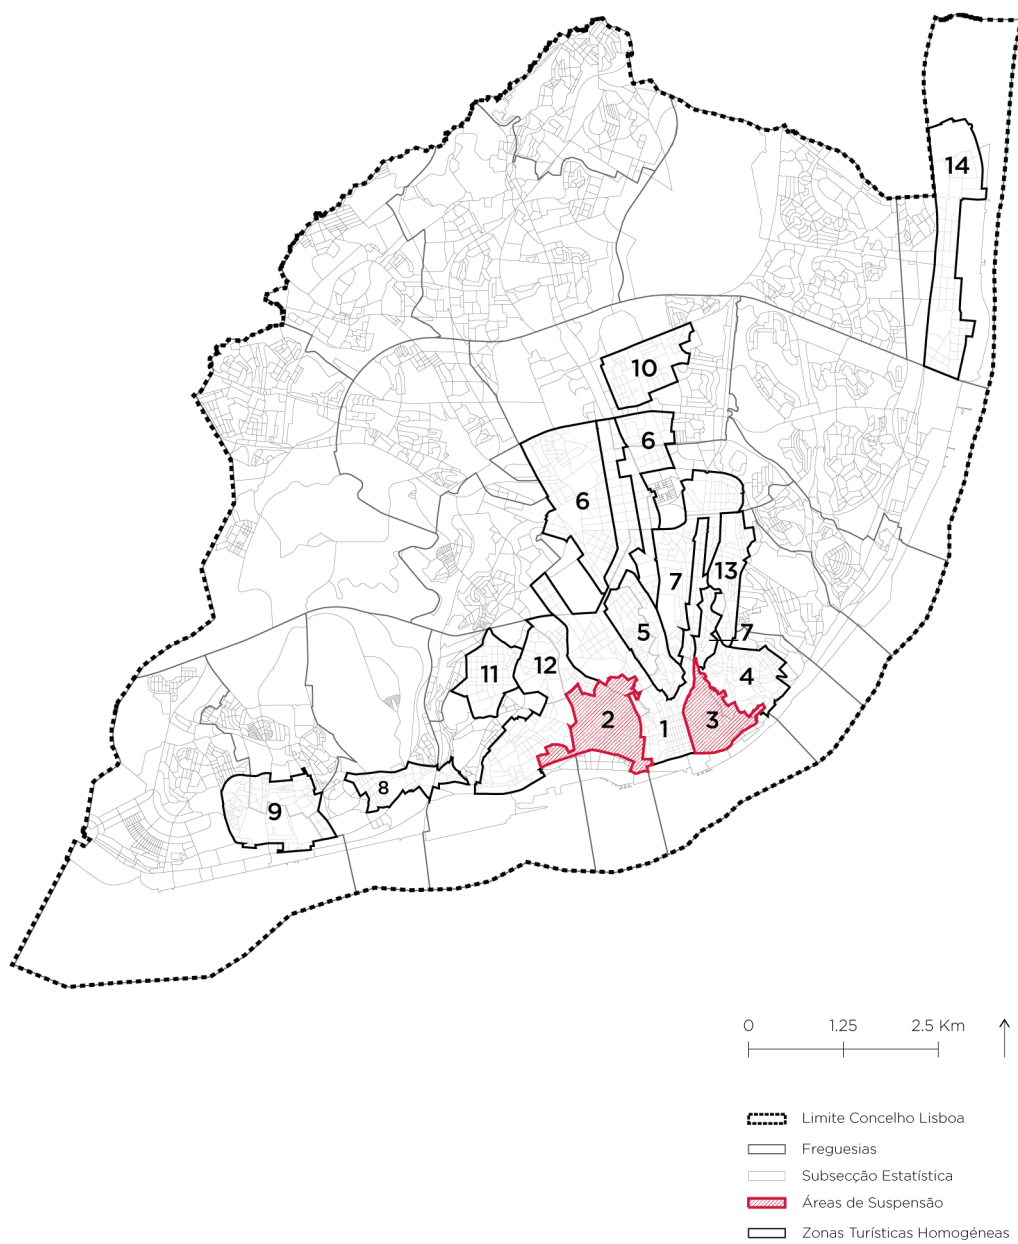 14
10
6
6
7
13
5
7
11
12
4
2
3
1
8
9
0 1.25 2.5 Km
Limite Concelho Lisboa
Freguesias
Subsecção Estatística
Áreas de Suspensão
Zonas Turísticas Homogéneas